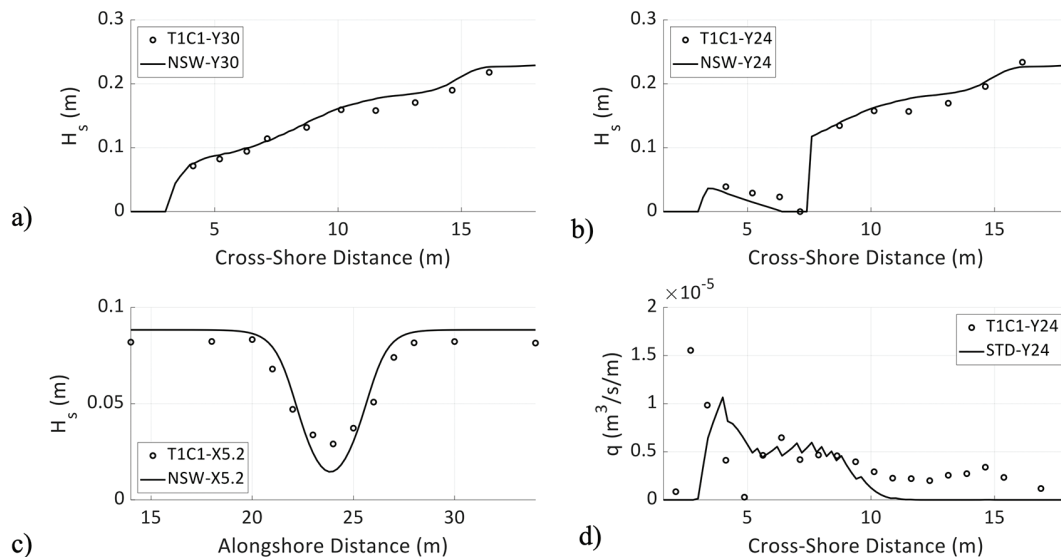 0.3
0.2
0.1
0
H_s (m)
T1C1-Y30
NSW-Y30
5 10 15
Cross-Shore Distance (m)
a)
0.3
0.2
0.1
0
H_s (m)
T1C1-Y24
NSW-Y24
5 10 15
Cross-Shore Distance (m)
b)
0.1
0.05
0
H_s (m)
T1C1-X5.2
NSW-X5.2
15 20 25 30
Alongshore Distance (m)
c)
×10^-5
2
1.5
1
0.5
0
q (m^3/s/m)
T1C1-Y24
STD-Y24
5 10 15
Cross-Shore Distance (m)
d)